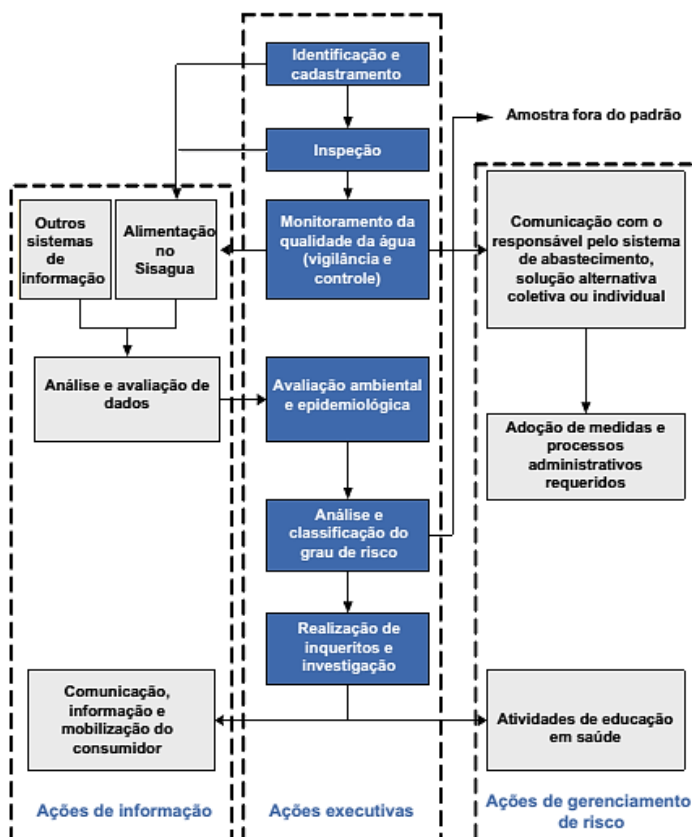 Identificação e
cadastramento
Amostra fora do padrão
Inspeção
Outros
sistemas
de
informação
Alimentação
no
Sisagua
Monitoramento da
qualidade da água
(vigilância e
controle)
Comunicação com o
responsável pelo sistema
de abastecimento,
solução alternativa
coletiva ou individual
Análise e avaliação de
dados
Avaliação ambiental
e epidemiológica
Adoção de medidas e
processos
administrativos
requeridos
Análise e
classificação do
grau de risco
Realização de
inqueritos e
investigação
Comunicação,
informação e
mobilização do
consumidor
Atividades de educação
em saúde
Ações de informação
Ações executivas
Ações de gerenciamento
de risco